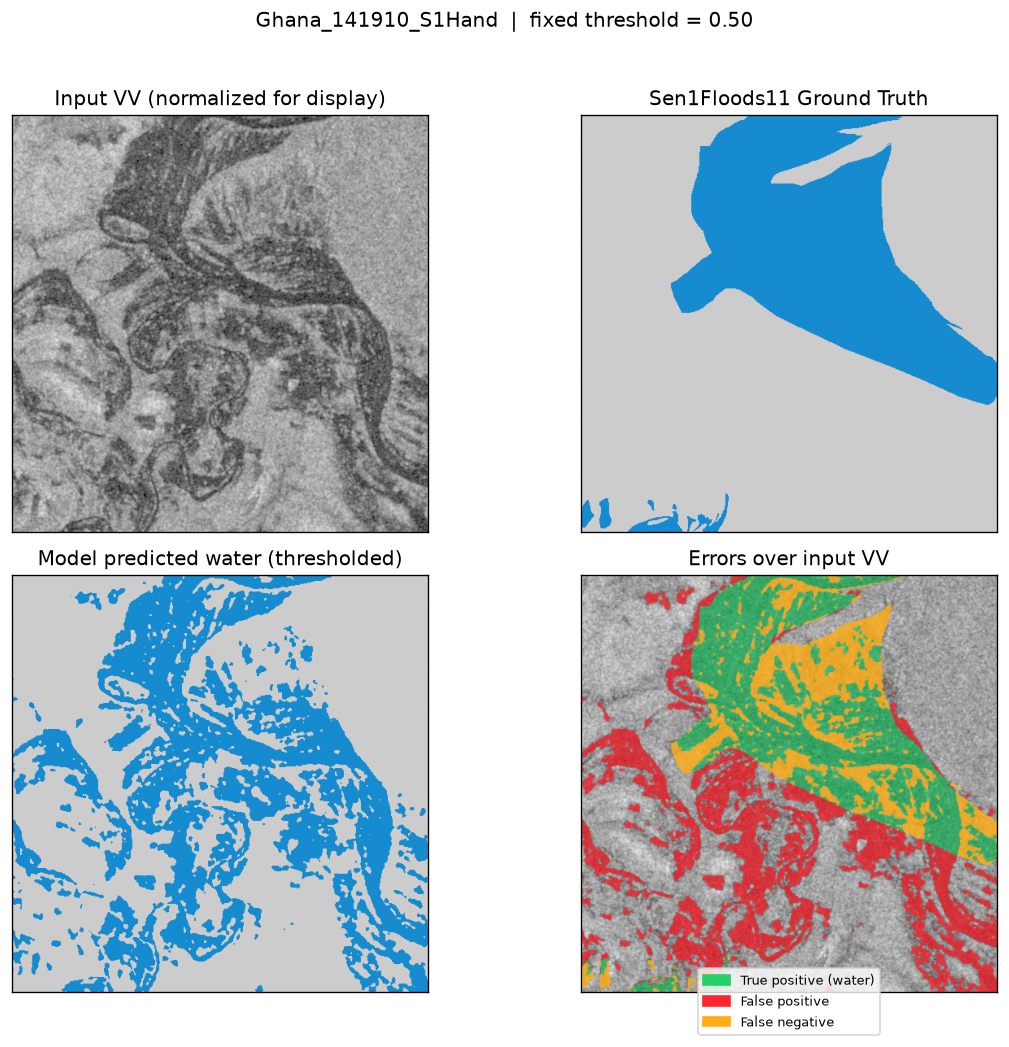 Ghana_141910_S1Hand  |  fixed threshold = 0.50
Input VV (normalized for display)
Sen1Floods11 Ground Truth
Model predicted water (thresholded)
Errors over input VV
True positive (water)
False positive
False negative